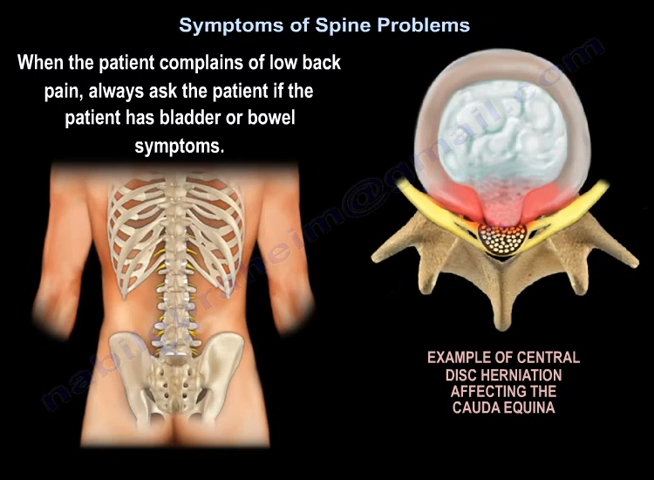 Symptoms of Spine Problems
When the patient complains of low back
pain, always ask the patient if the
patient has bladder or bowel
symptoms.
EXAMPLE OF CENTRAL
DISC HERNIATION
AFFECTING THE
CAUDA EQUINA